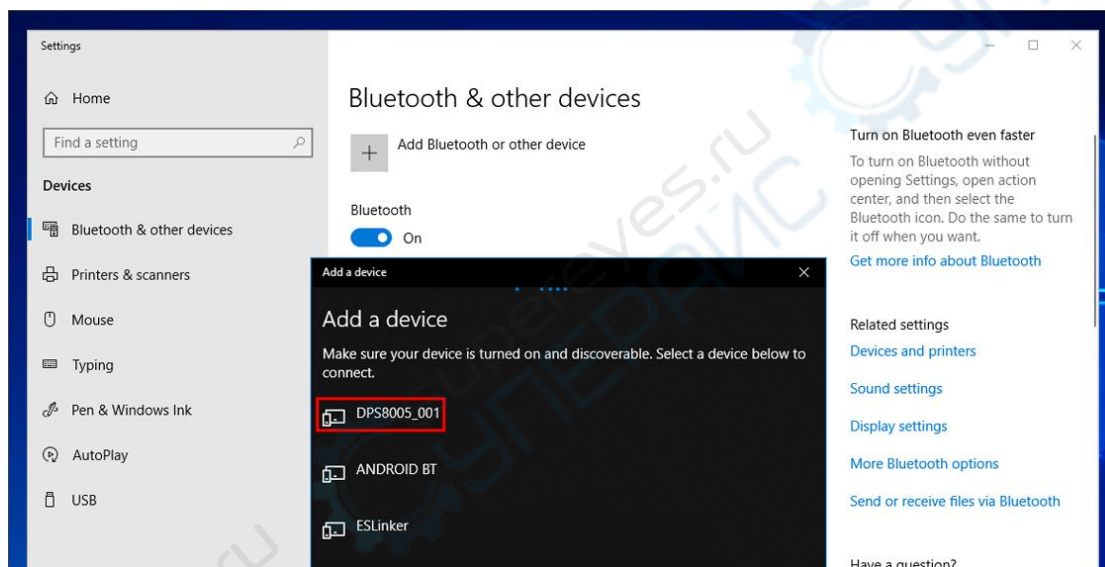 Settings
Home
Find a setting
Devices
Bluetooth & other devices
Printers & scanners
Mouse
Typing
Pen & Windows Ink
AutoPlay
USB
Bluetooth & other devices
Add Bluetooth or other device
Bluetooth
On
Add a device
Add a device
Make sure your device is turned on and discoverable. Select a device below to
connect.
DPS8005_001
ANDROID BT
ESLinker
Turn on Bluetooth even faster
To turn on Bluetooth without
opening Settings, open action
center, and then select the
Bluetooth icon. Do the same to turn
it off when you want.
Get more info about Bluetooth
Related settings
Devices and printers
Sound settings
Display settings
More Bluetooth options
Send or receive files via Bluetooth
Have a question?
supereyes.ru
СУПЕРАЙС